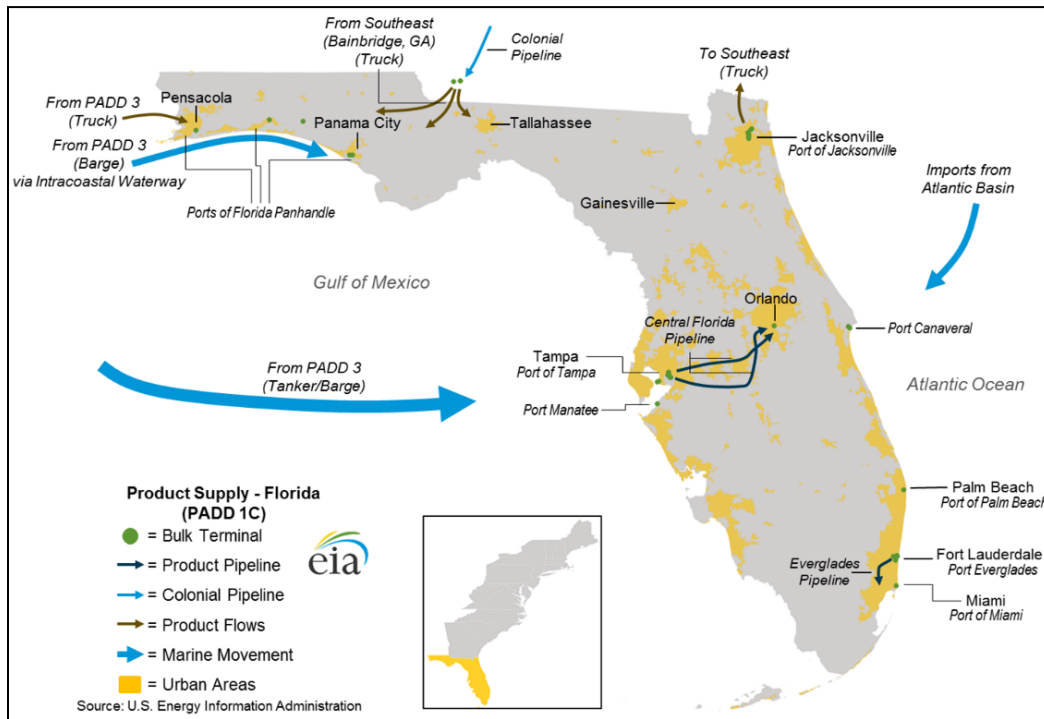 From Southeast
(Bainbridge, GA)
(Truck)
Colonial
Pipeline
To Southeast
(Truck)
From PADD 3
(Truck)
Pensacola
Panama City
Tallahassee
Jacksonville
Port of Jacksonville
From PADD 3
(Barge)
via Intracoastal Waterway
Ports of Florida Panhandle
Gainesville
Imports from
Atlantic Basin
Gulf of Mexico
Orlando
Central Florida
Pipeline
Port Canaveral
From PADD 3
(Tanker/Barge)
Tampa
Port of Tampa
Port Manatee
Atlantic Ocean
Palm Beach
Port of Palm Beach
Everglades
Pipeline
Fort Lauderdale
Port Everglades
Miami
Port of Miami
Product Supply - Florida
(PADD 1C)
= Bulk Terminal
= Product Pipeline
= Colonial Pipeline
= Product Flows
= Marine Movement
= Urban Areas
eia
Source: U.S. Energy Information Administration